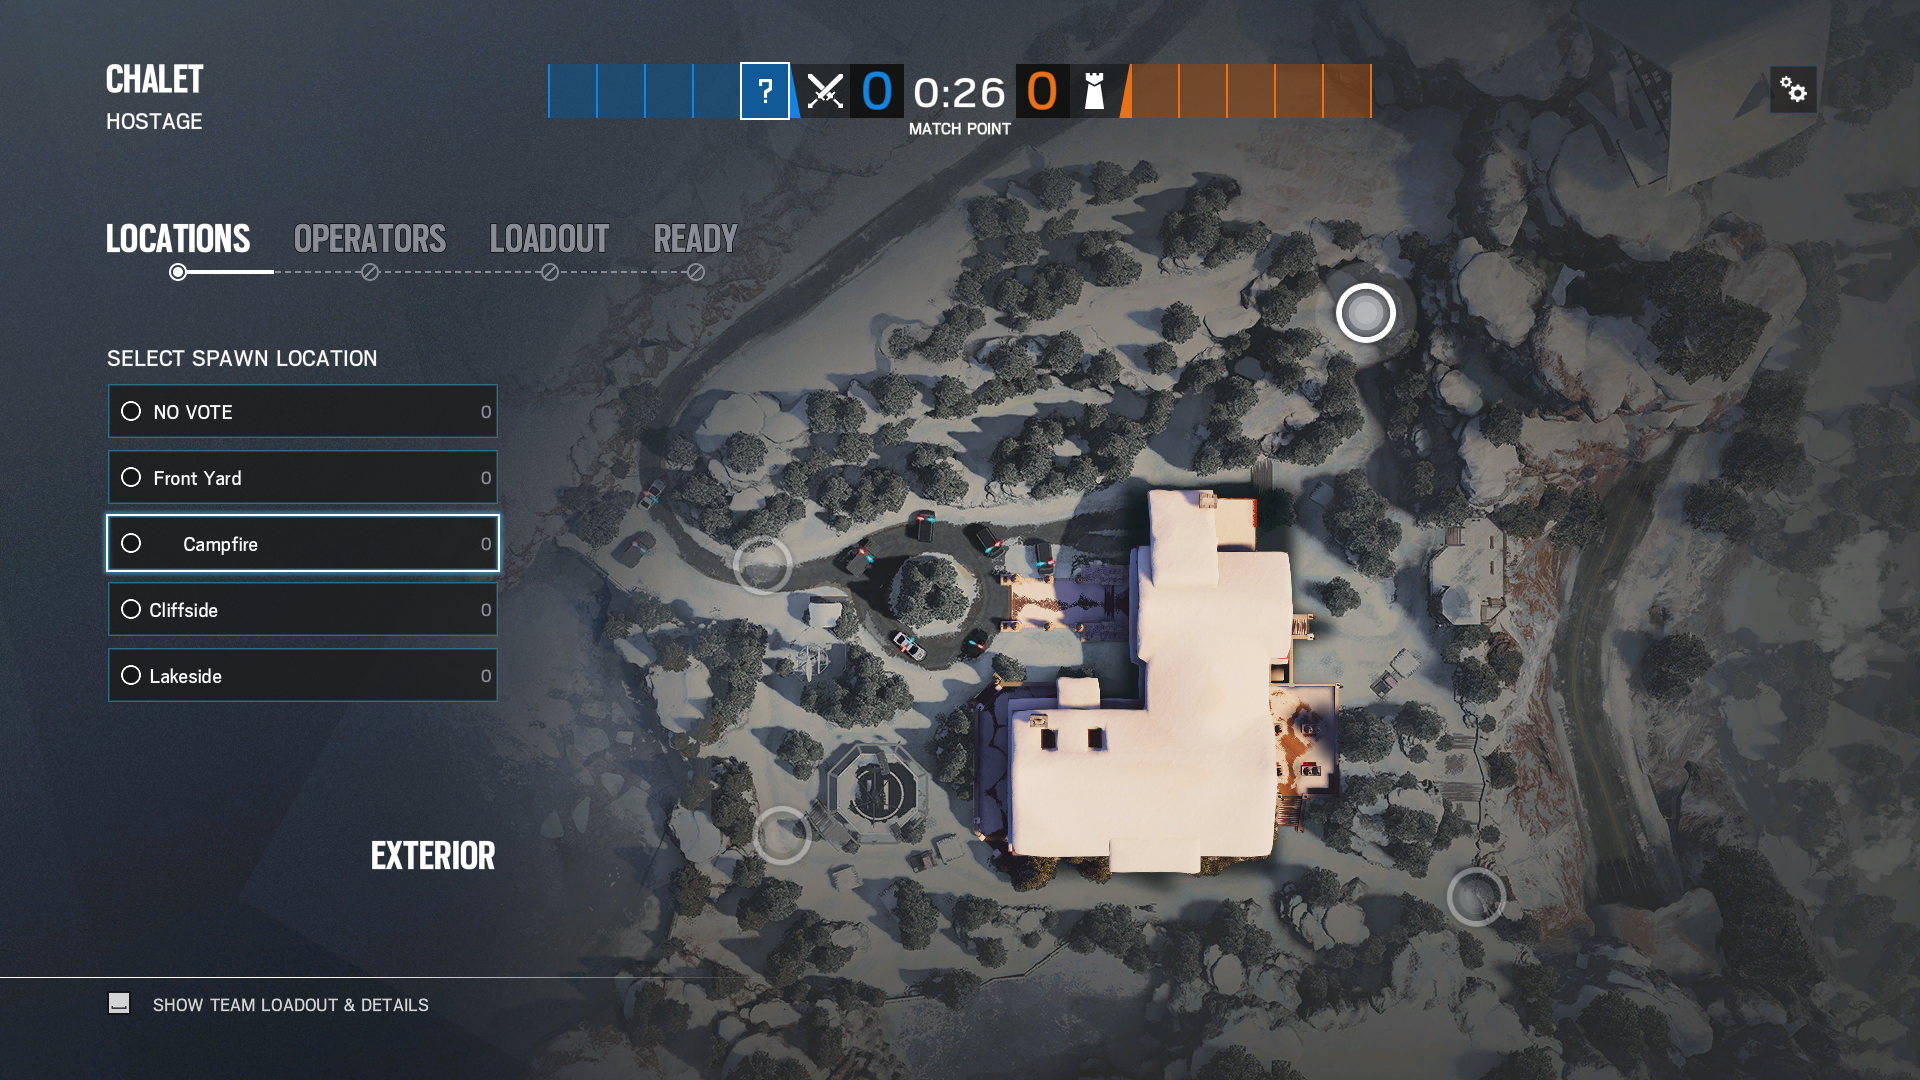 CHALET
HOSTAGE
? 0 0:26 0
MATCH POINT
LOCATIONS OPERATORS LOADOUT READY
SELECT SPAWN LOCATION
NO VOTE 0
Front Yard 0
Campfire 0
Cliffside 0
Lakeside 0
EXTERIOR
SHOW TEAM LOADOUT & DETAILS